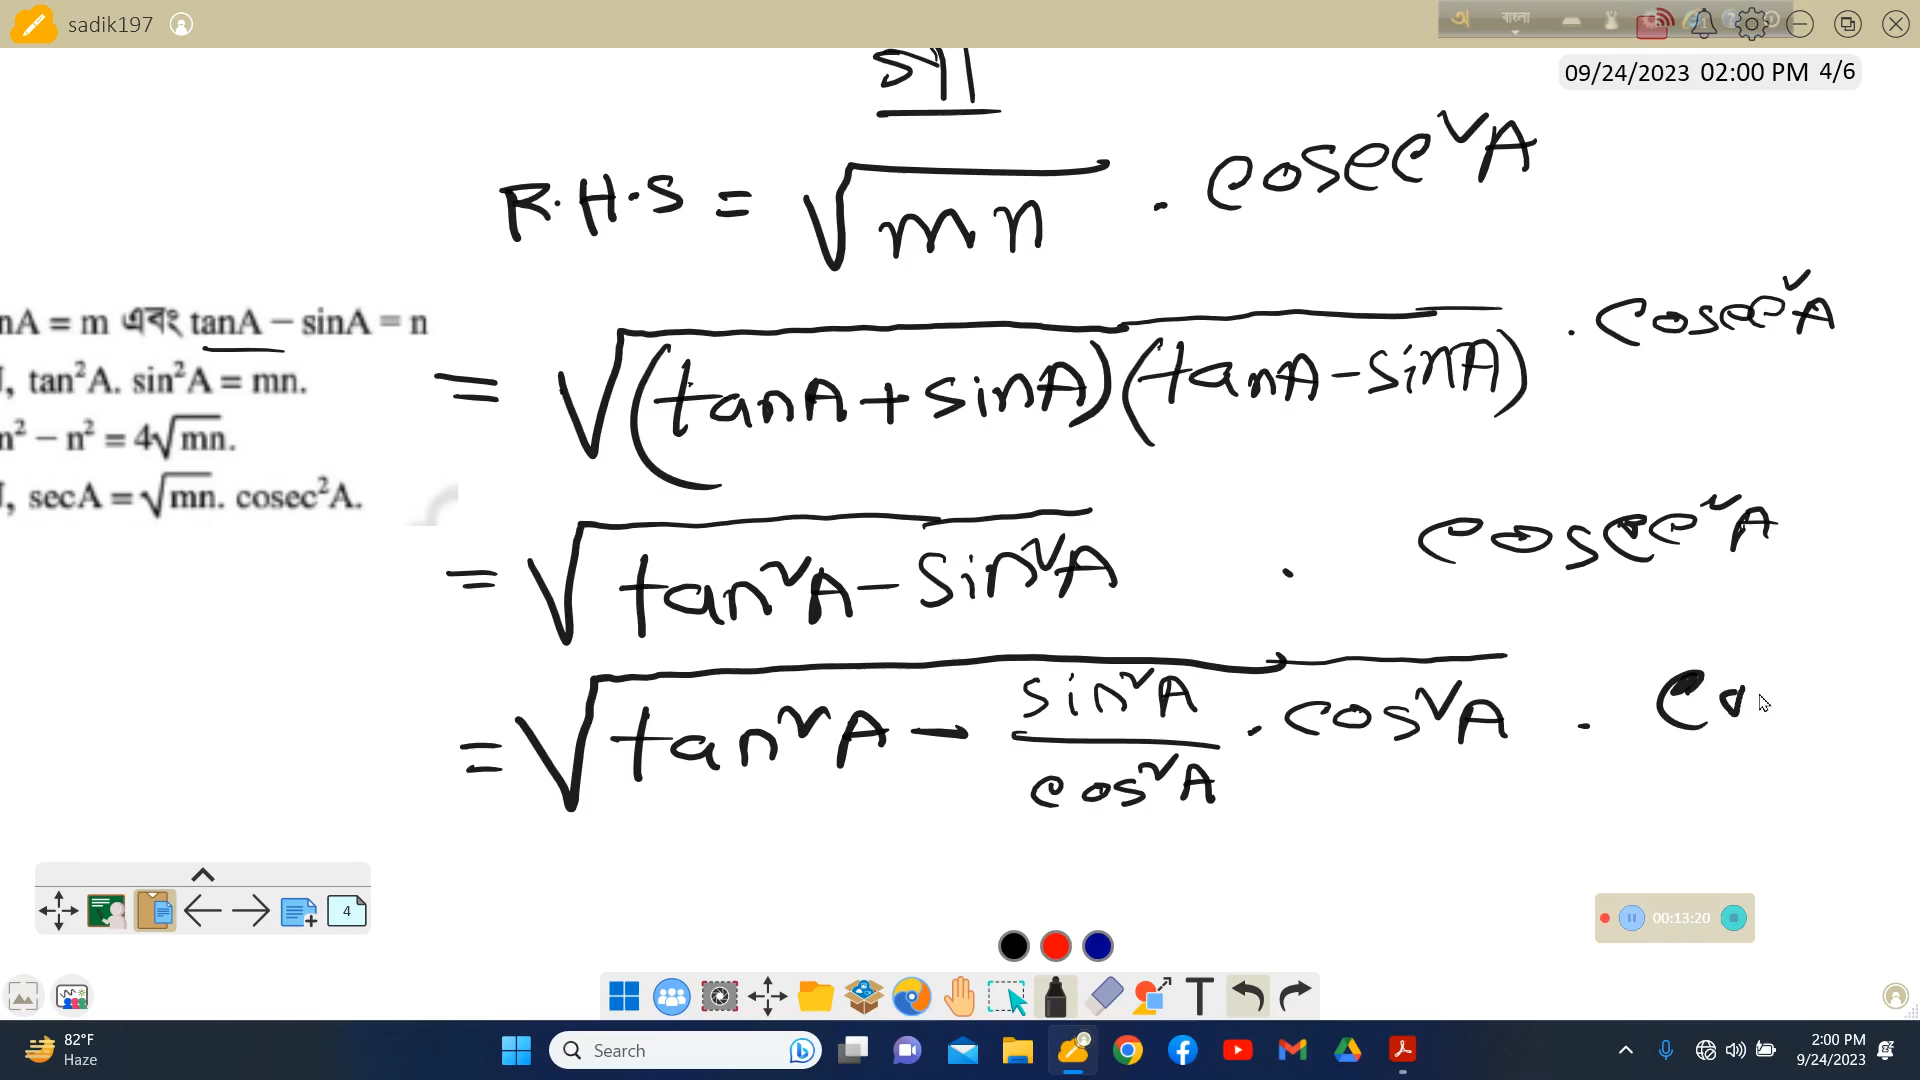 sadik197
বাংলা
09/24/2023 02:00 PM 4/6
R.H.S = √mn . cosec²A
nA = m এবং tanA – sinA = n
, tan²A. sin²A = mn.
n² – n² = 4√mn.
, secA = √mn. cosec²A.
= √(tanA+sinA)(tanA-sinA) . cosec²A
= √tan²A - sin²A . cosec²A
= √tan²A - sin²A/cos²A . cos²A . co
4
00:13:20
T
82°F
Haze
Search
2:00 PM
9/24/2023